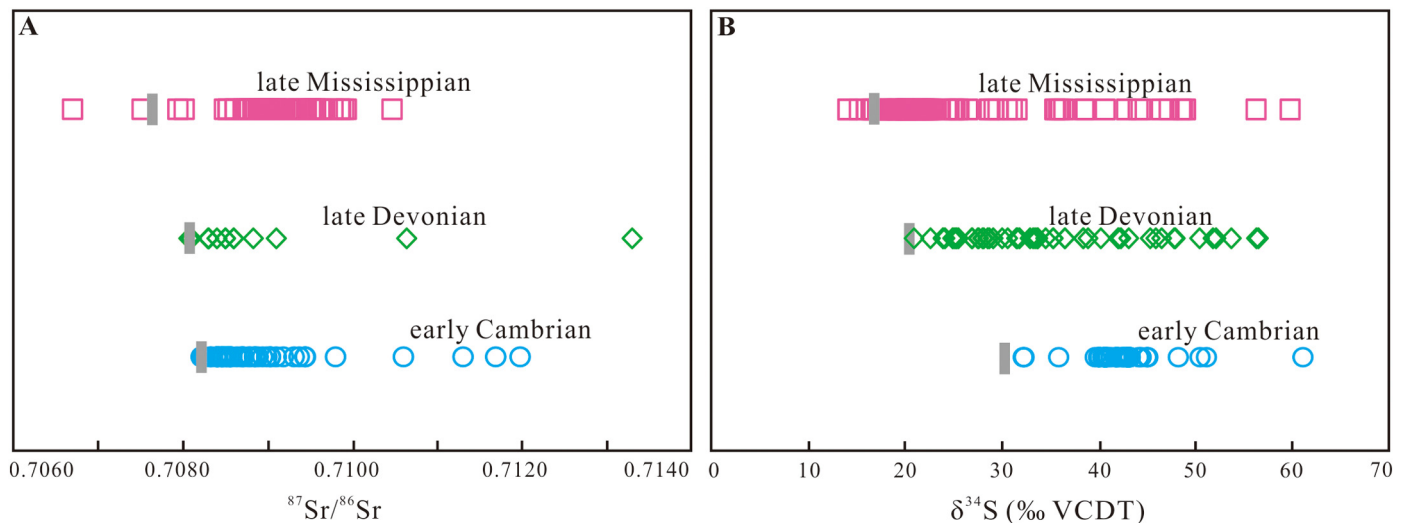 A
late Mississippian
late Devonian
early Cambrian
0.7060 0.7080 0.7100 0.7120 0.7140
⁸⁷Sr/⁸⁶Sr
B
late Mississippian
late Devonian
early Cambrian
0 10 20 30 40 50 60 70
δ³⁴S (‰ VCDT)